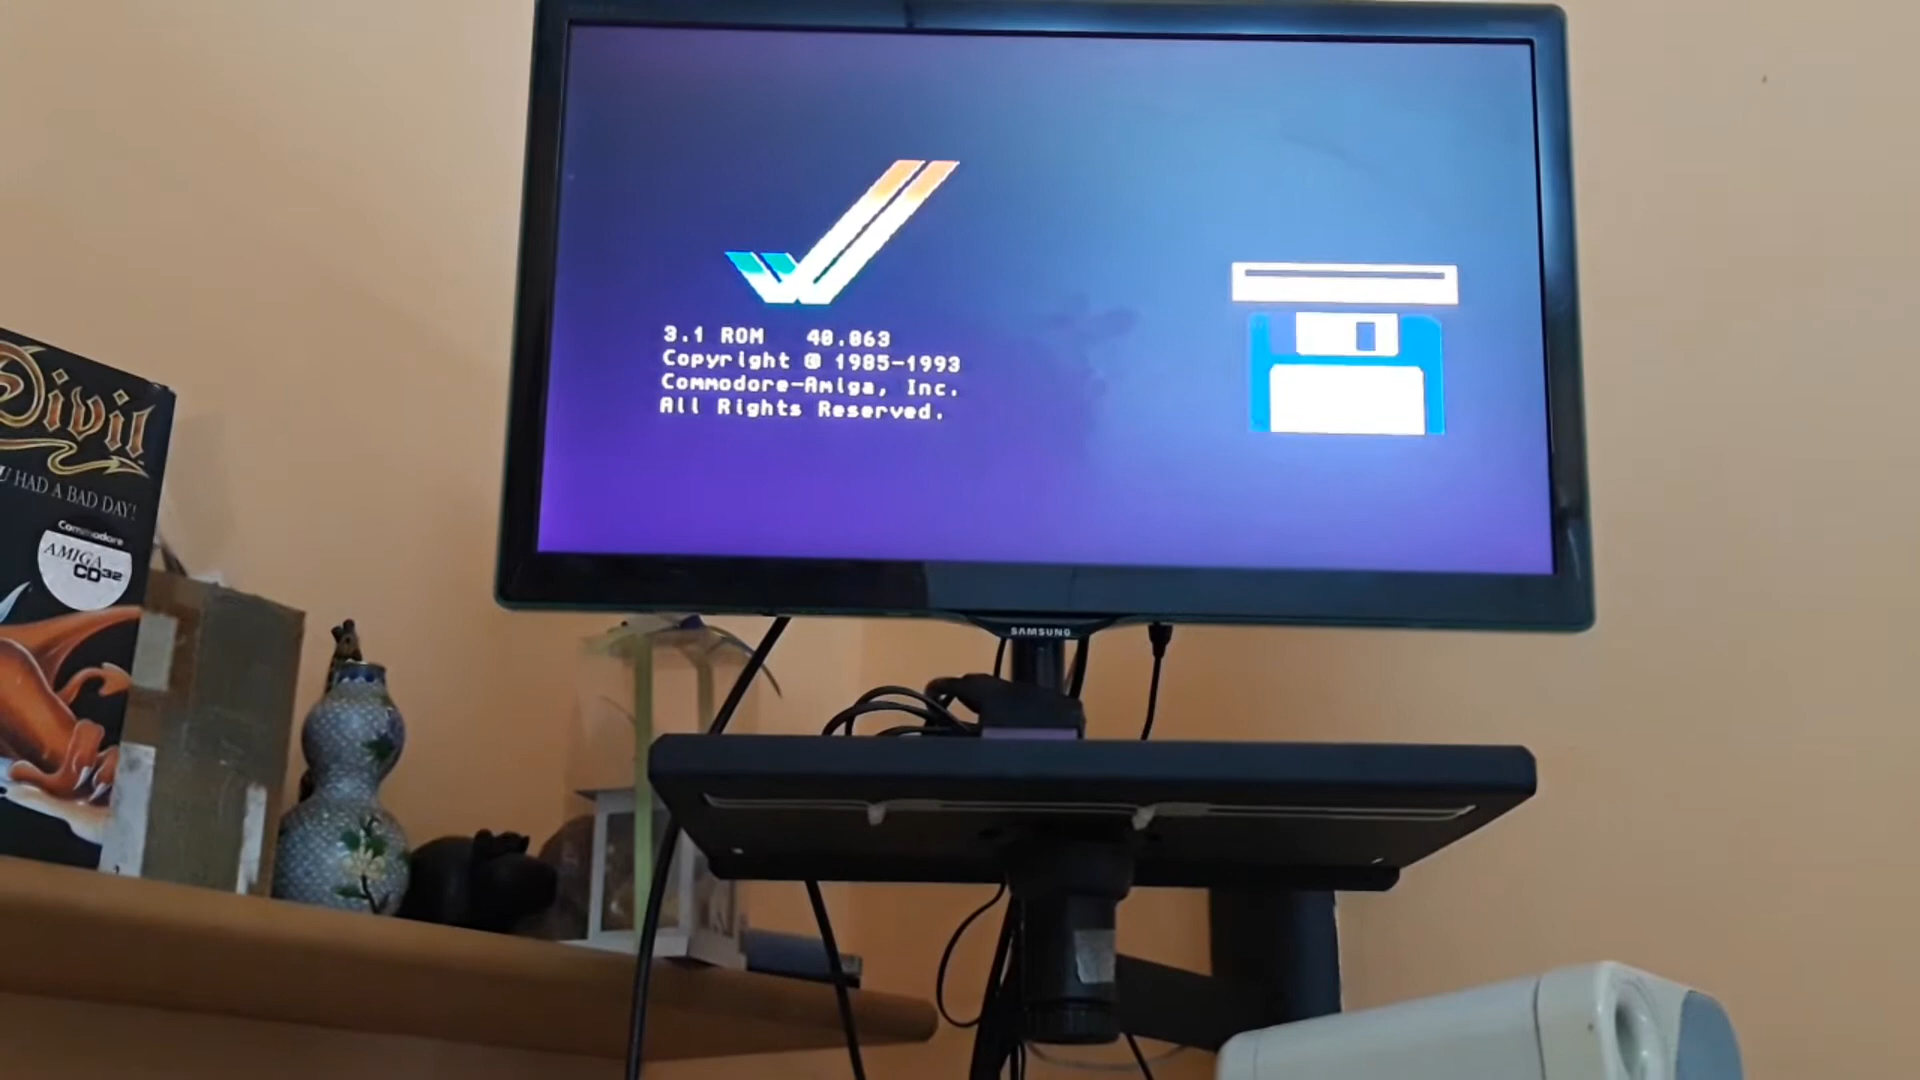 3.1 ROM 40.063
Copyright © 1985-1993
Commodore-Amiga, Inc.
All Rights Reserved.
SAMSUNG
Divil
HAD A BAD DAY!
Commodore
AMIGA
CD32